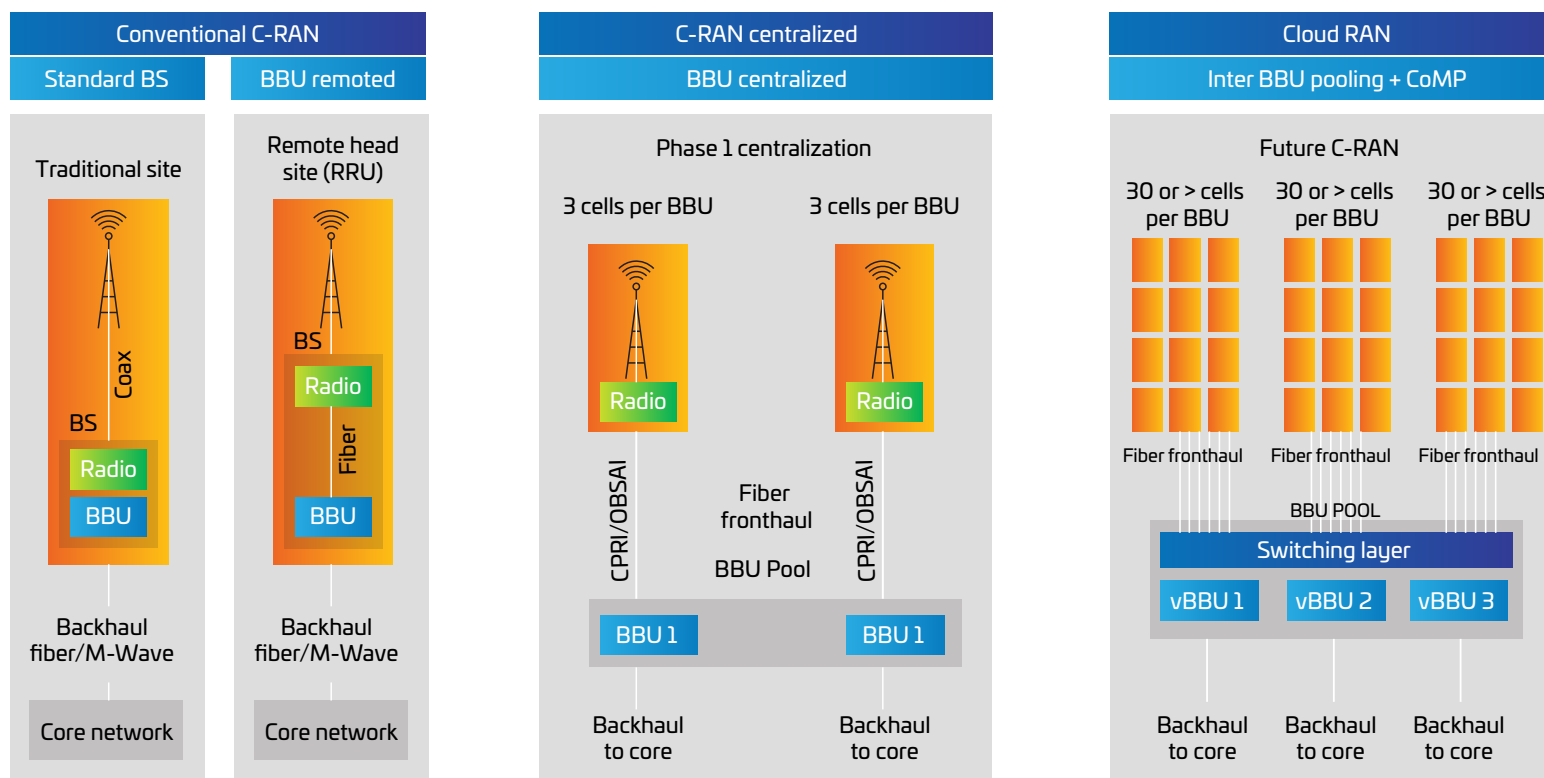 Conventional C-RAN
Standard BS
BBU remoted
Traditional site
Coax
BS
Radio
BBU
Backhaul
fiber/M-Wave
Core network
Remote head
site (RRU)
BS
Radio
Fiber
BBU
Backhaul
fiber/M-Wave
Core network
C-RAN centralized
BBU centralized
Phase 1 centralization
3 cells per BBU
3 cells per BBU
Radio
Radio
CPRI/OBSAI
Fiber
fronthaul
CPRI/OBSAI
BBU Pool
BBU 1
BBU 1
Backhaul
to core
Backhaul
to core
Cloud RAN
Inter BBU pooling + CoMP
Future C-RAN
30 or > cells
per BBU
30 or > cells
per BBU
30 or > cells
per BBU
Fiber fronthaul
Fiber fronthaul
Fiber fronthaul
BBU POOL
Switching layer
vBBU 1
vBBU 2
vBBU 3
Backhaul
to core
Backhaul
to core
Backhaul
to core